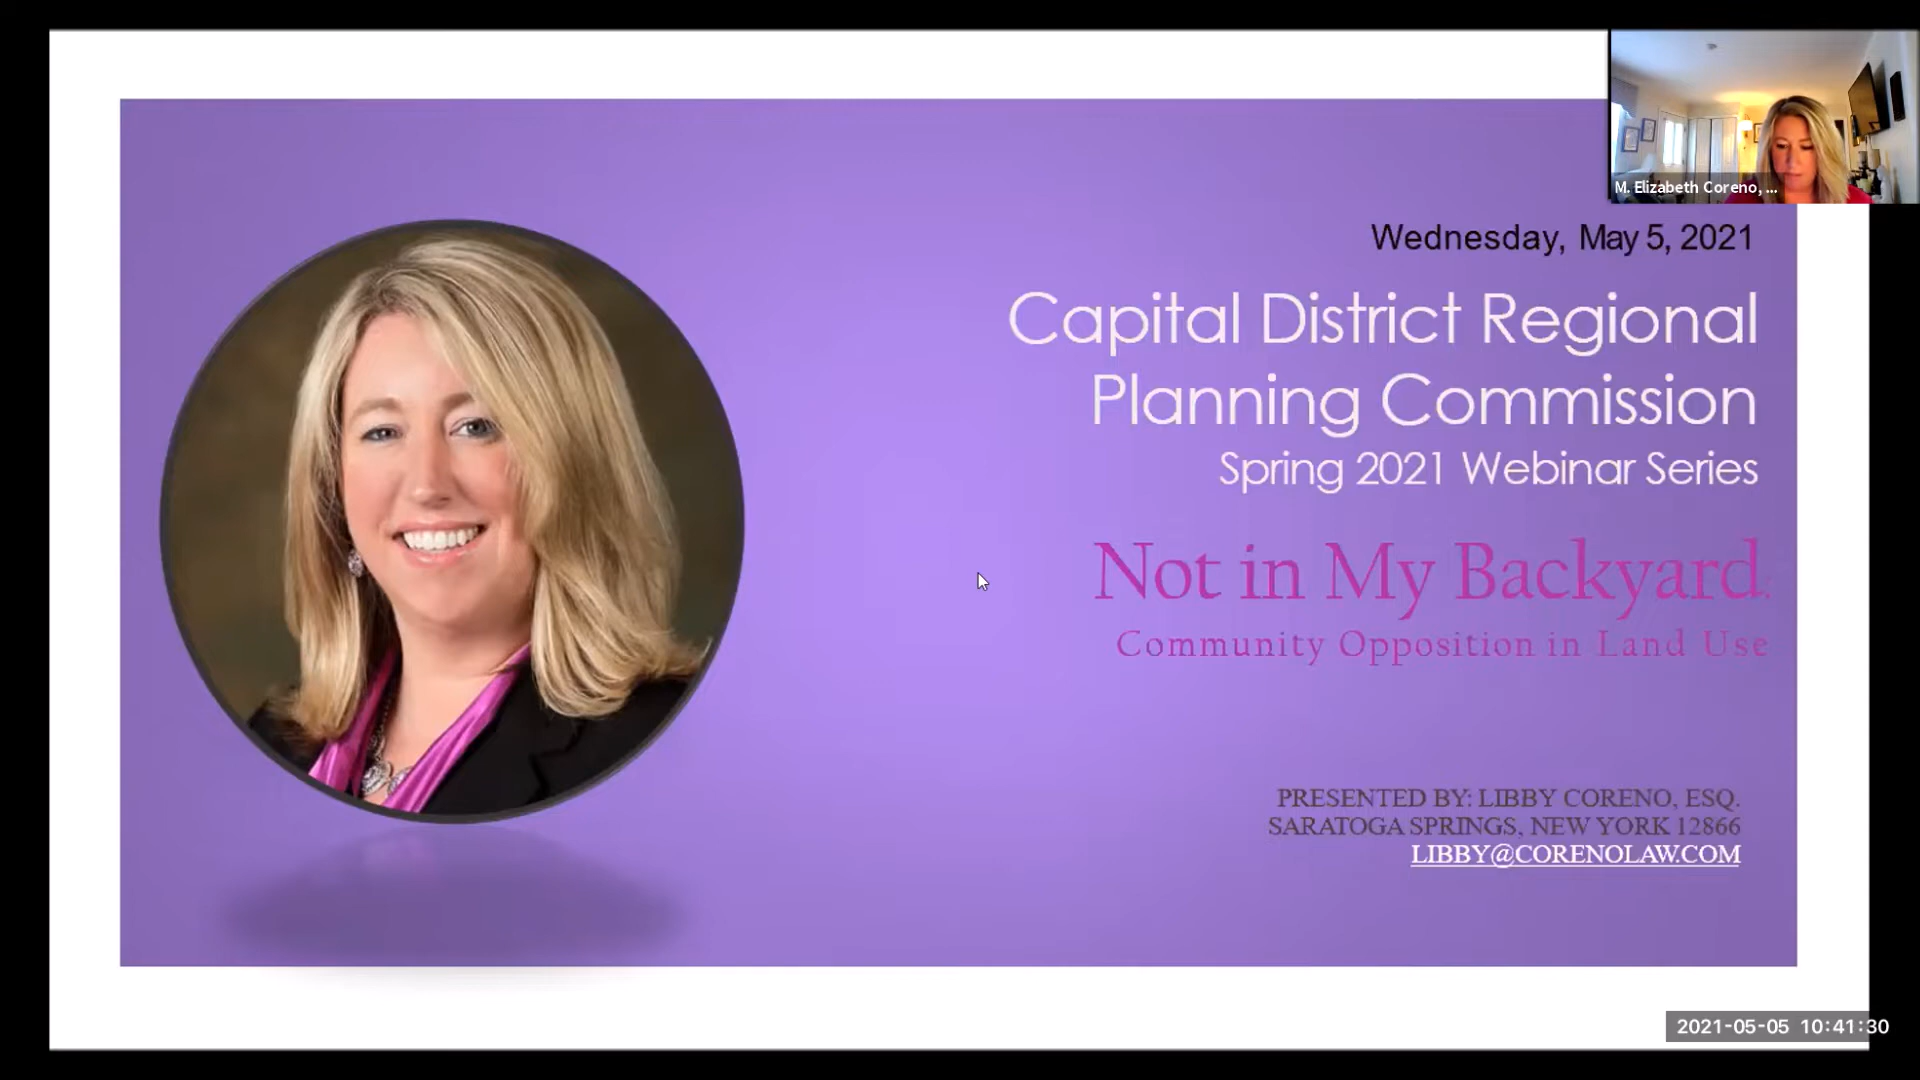 M. Elizabeth Coreno, ...
Wednesday, May 5, 2021
Capital District Regional
Planning Commission
Spring 2021 Webinar Series
Not in My Backyard.
Community Opposition in Land Use
PRESENTED BY: LIBBY CORENO, ESQ.
SARATOGA SPRINGS, NEW YORK 12866
LIBBY@CORENOLAW.COM
2021-05-05 10:41:30